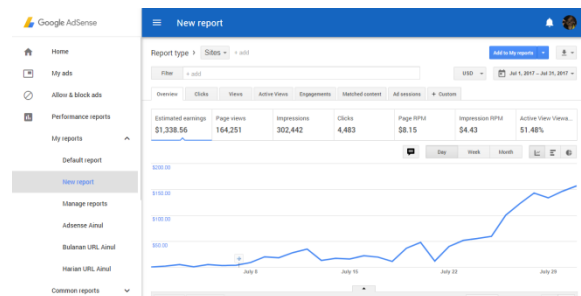 Google AdSense
New report
Home
My ads
Allow & block ads
Performance reports
My reports
Default report
New report
Manage reports
Adsense Ainul
Bulanan URL Ainul
Harian URL Ainul
Common reports
Report type › Sites + add
Add to My reports
Filter + add
USD
Jul 1, 2017 – Jul 31, 2017
Overview Clicks Views Active Views Engagements Matched content Ad sessions + Custom
Estimated earnings Page views Impressions Clicks Page RPM Impression RPM Active View Viewa...
$1,338.56 164,251 302,442 4,483 $8.15 $4.43 51.48%
Day Week Month
$200.00
$150.00
$100.00
$50.00
July 8 July 15 July 22 July 29